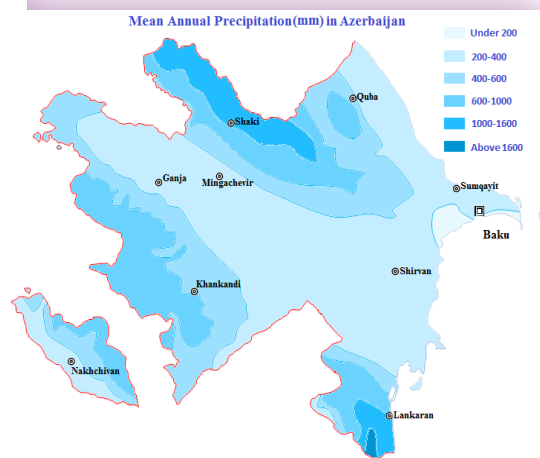 Mean Annual Precipitation(mm) in Azerbaijan
Under 200
200-400
400-600
600-1000
1000-1600
Above 1600
Quba
Shaki
Ganja
Mingachevir
Sumqayit
Baku
Shirvan
Khankandi
Nakhchivan
Lankaran